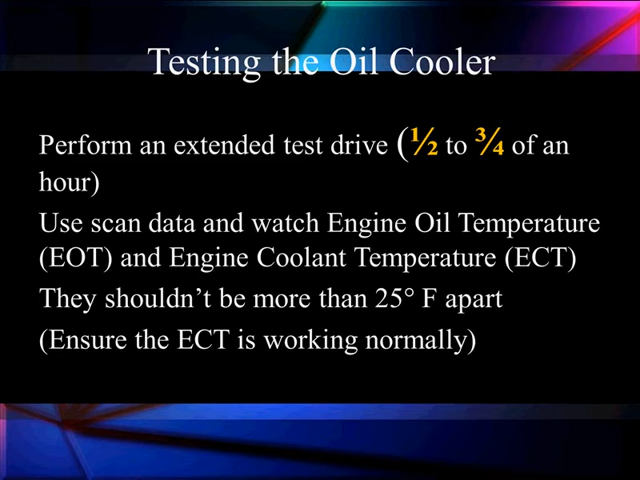 Testing the Oil Cooler
Perform an extended test drive (½ to ¾ of an
hour)
Use scan data and watch Engine Oil Temperature
(EOT) and Engine Coolant Temperature (ECT)
They shouldn’t be more than 25° F apart
(Ensure the ECT is working normally)